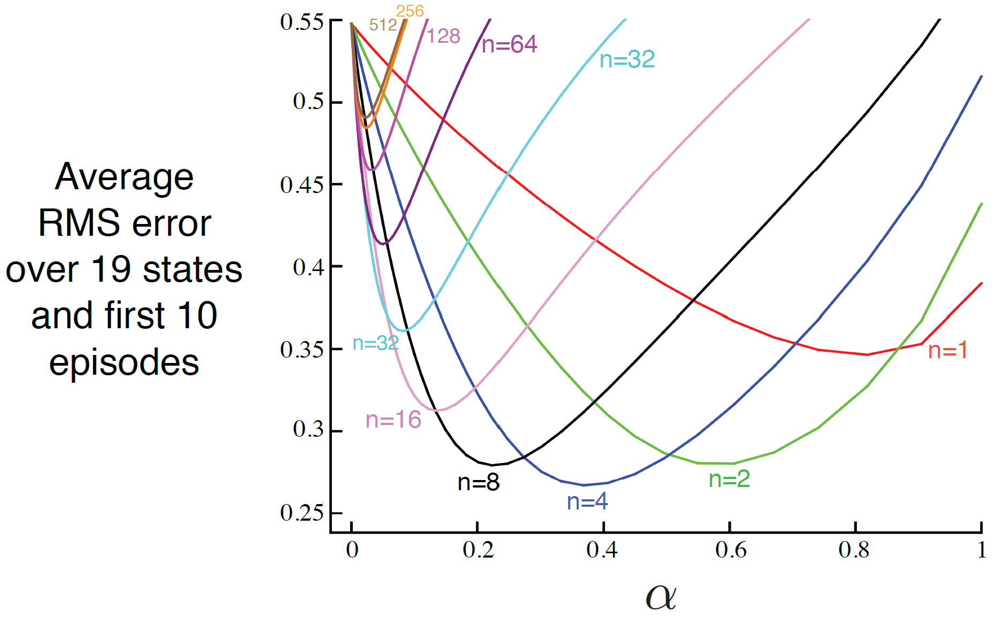 Average
RMS error
over 19 states
and first 10
episodes
0.55
0.5
0.45
0.4
0.35
0.3
0.25
256
512
128
n=64
n=32
n=32
n=16
n=8
n=4
n=2
n=1
0
0.2
0.4
0.6
0.8
1
α